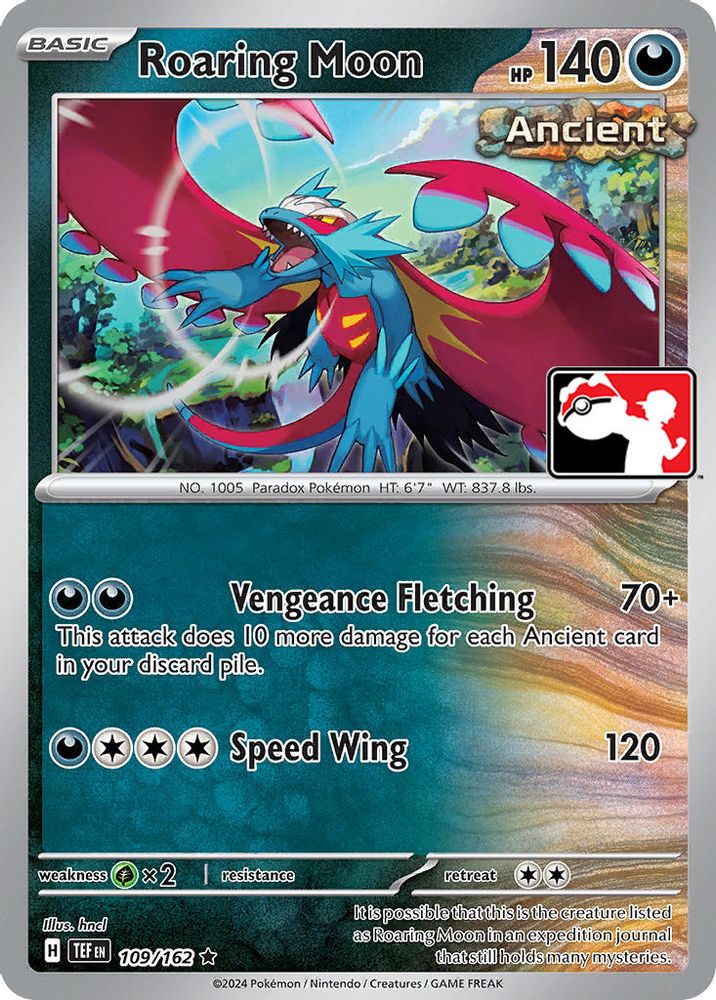 BASIC
Roaring Moon
HP 140
Ancient
NO. 1005 Paradox Pokémon HT: 6'7" WT: 837.8 lbs.
Vengeance Fletching 70+
This attack does 10 more damage for each Ancient card
in your discard pile.
Speed Wing 120
weakness ×2 resistance retreat
Illus. hncl
It is possible that this is the creature listed
as Roaring Moon in an expedition journal
that still holds many mysteries.
H TEF EN 109/162 ★
©2024 Pokémon / Nintendo / Creatures / GAME FREAK
TM